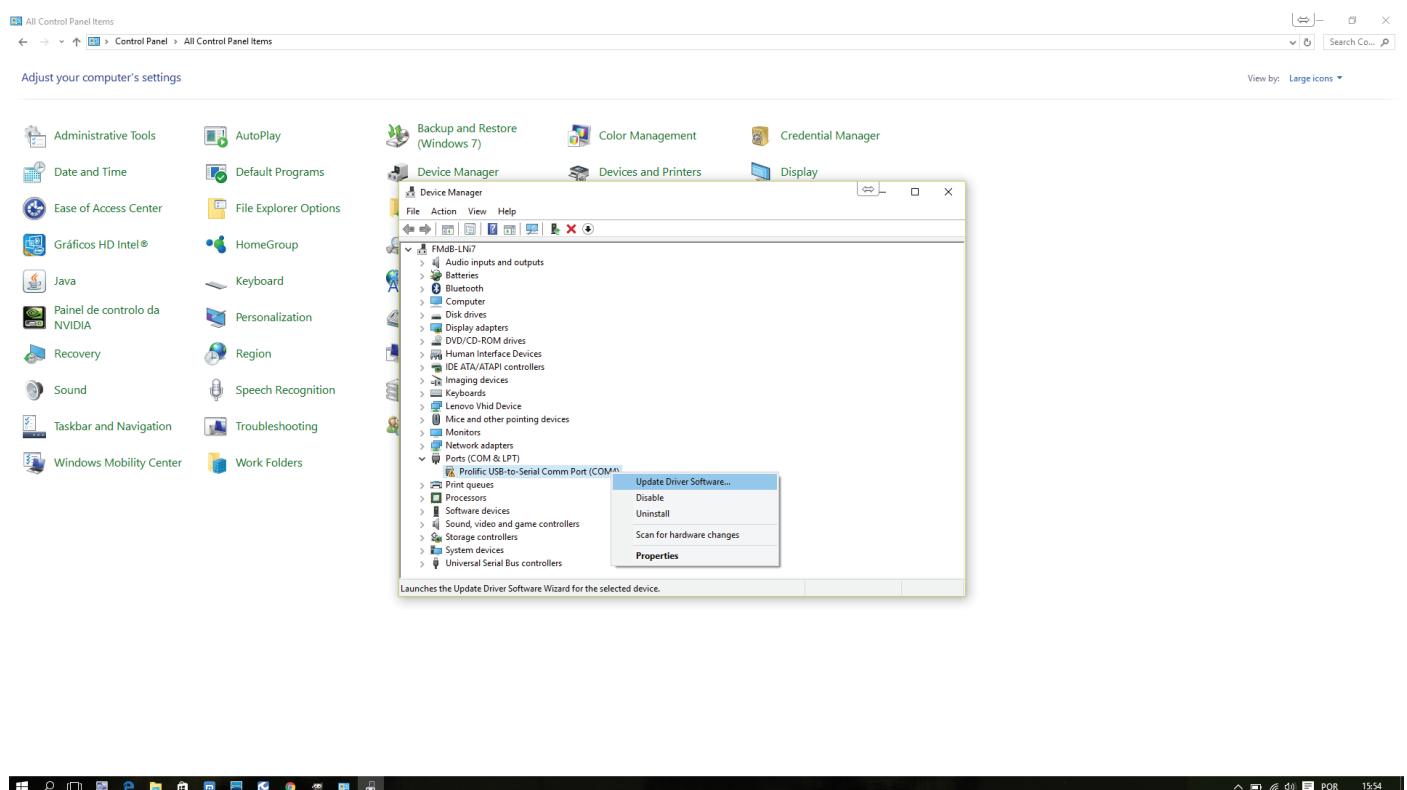 All Control Panel Items
Control Panel > All Control Panel Items
Search Co...
Adjust your computer's settings
View by: Large icons
Administrative Tools
AutoPlay
Backup and Restore
(Windows 7)
Color Management
Credential Manager
Date and Time
Default Programs
Device Manager
Devices and Printers
Display
Ease of Access Center
File Explorer Options
Gráficos HD Intel®
HomeGroup
Java
Keyboard
Painel de controlo da
NVIDIA
Personalization
Recovery
Region
Sound
Speech Recognition
Taskbar and Navigation
Troubleshooting
Windows Mobility Center
Work Folders
Device Manager
File Action View Help
FMdB-LNi7
Audio inputs and outputs
Batteries
Bluetooth
Computer
Disk drives
Display adapters
DVD/CD-ROM drives
Human Interface Devices
IDE ATA/ATAPI controllers
Imaging devices
Keyboards
Lenovo Vhid Device
Mice and other pointing devices
Monitors
Network adapters
Ports (COM & LPT)
Prolific USB-to-Serial Comm Port (COM4)
Print queues
Processors
Software devices
Sound, video and game controllers
Storage controllers
System devices
Universal Serial Bus controllers
Update Driver Software...
Disable
Uninstall
Scan for hardware changes
Properties
Launches the Update Driver Software Wizard for the selected device.
POR 15:54